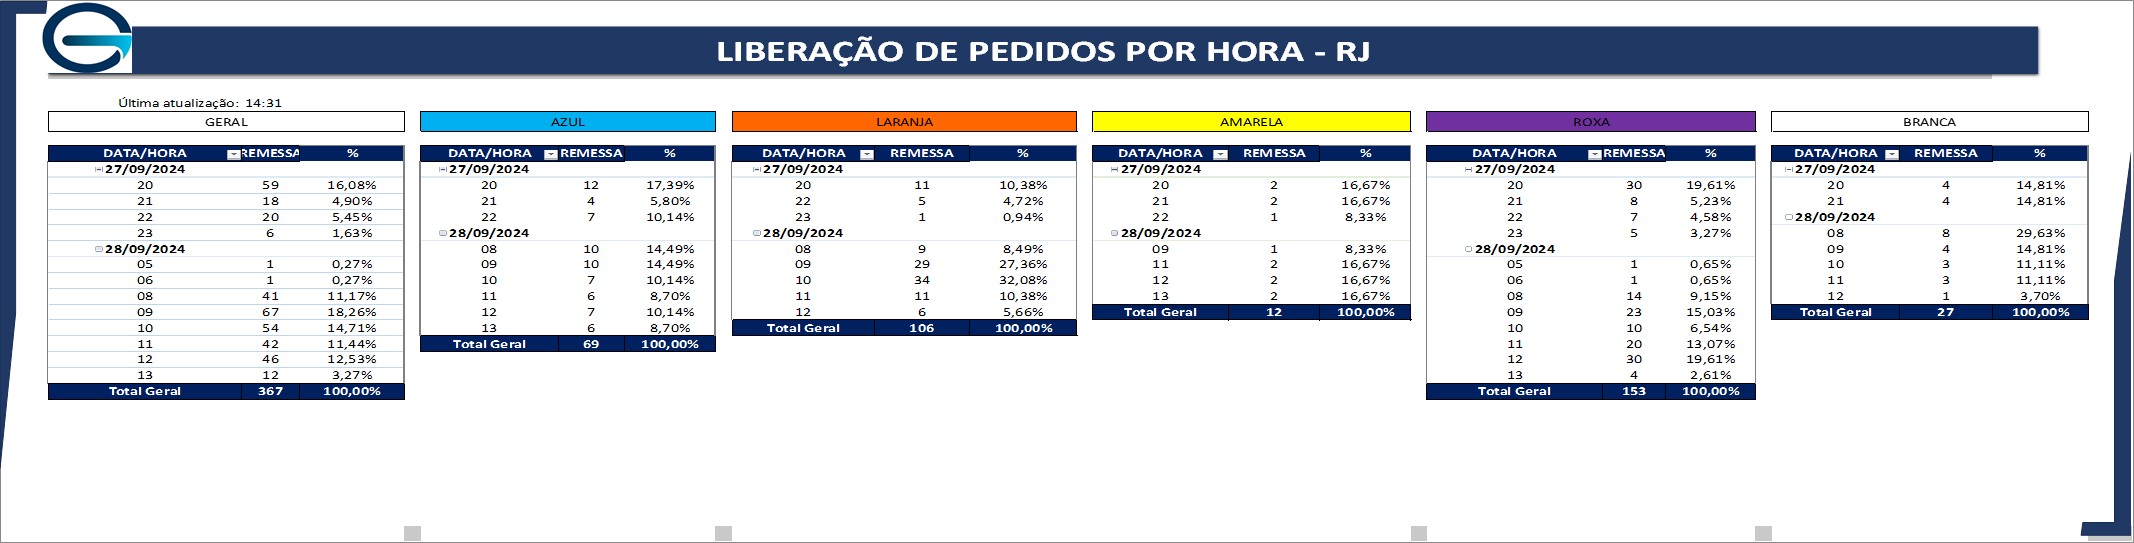 LIBERAÇÃO DE PEDIDOS POR HORA - RJ
Última atualização: 14:31
GERAL
DATA/HORA REMESSA %
27/09/2024
20 59 16,08%
21 18 4,90%
22 20 5,45%
23 6 1,63%
28/09/2024
05 1 0,27%
06 1 0,27%
08 41 11,17%
09 67 18,26%
10 54 14,71%
11 42 11,44%
12 46 12,53%
13 12 3,27%
Total Geral 367 100,00%
AZUL
DATA/HORA REMESSA %
27/09/2024
20 12 17,39%
21 4 5,80%
22 7 10,14%
28/09/2024
08 10 14,49%
09 10 14,49%
10 7 10,14%
11 6 8,70%
12 7 10,14%
13 6 8,70%
Total Geral 69 100,00%
LARANJA
DATA/HORA REMESSA %
27/09/2024
20 11 10,38%
22 5 4,72%
23 1 0,94%
28/09/2024
08 9 8,49%
09 29 27,36%
10 34 32,08%
11 11 10,38%
12 6 5,66%
Total Geral 106 100,00%
AMARELA
DATA/HORA REMESSA %
27/09/2024
20 2 16,67%
21 2 16,67%
22 1 8,33%
28/09/2024
09 1 8,33%
11 2 16,67%
12 2 16,67%
13 2 16,67%
Total Geral 12 100,00%
ROXA
DATA/HORA REMESSA %
27/09/2024
20 30 19,61%
21 8 5,23%
22 7 4,58%
23 5 3,27%
28/09/2024
05 1 0,65%
06 1 0,65%
08 14 9,15%
09 23 15,03%
10 10 6,54%
11 20 13,07%
12 30 19,61%
13 4 2,61%
Total Geral 153 100,00%
BRANCA
DATA/HORA REMESSA %
27/09/2024
20 4 14,81%
21 4 14,81%
28/09/2024
08 8 29,63%
09 4 14,81%
10 3 11,11%
11 3 11,11%
12 1 3,70%
Total Geral 27 100,00%